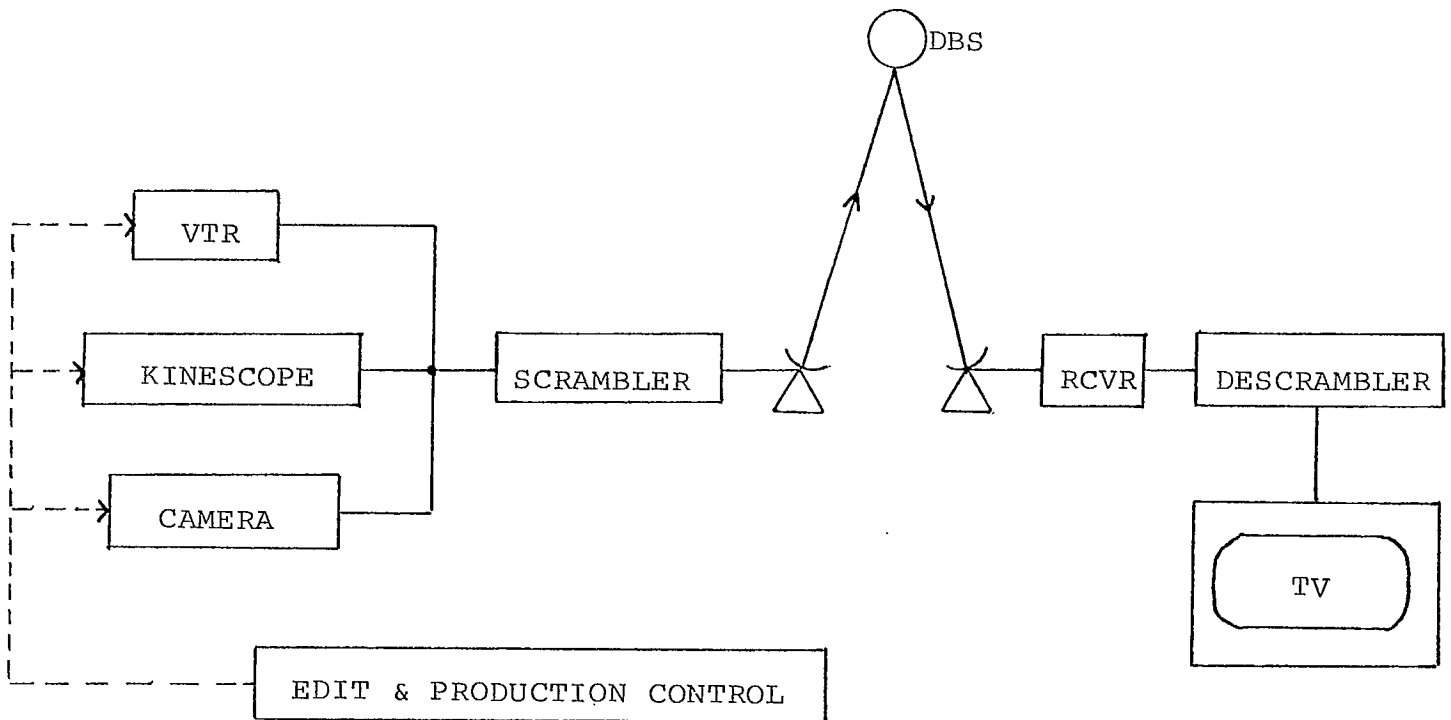 DBS
VTR
KINESCOPE
SCRAMBLER
RCVR
DESCRAMBLER
CAMERA
TV
EDIT & PRODUCTION CONTROL